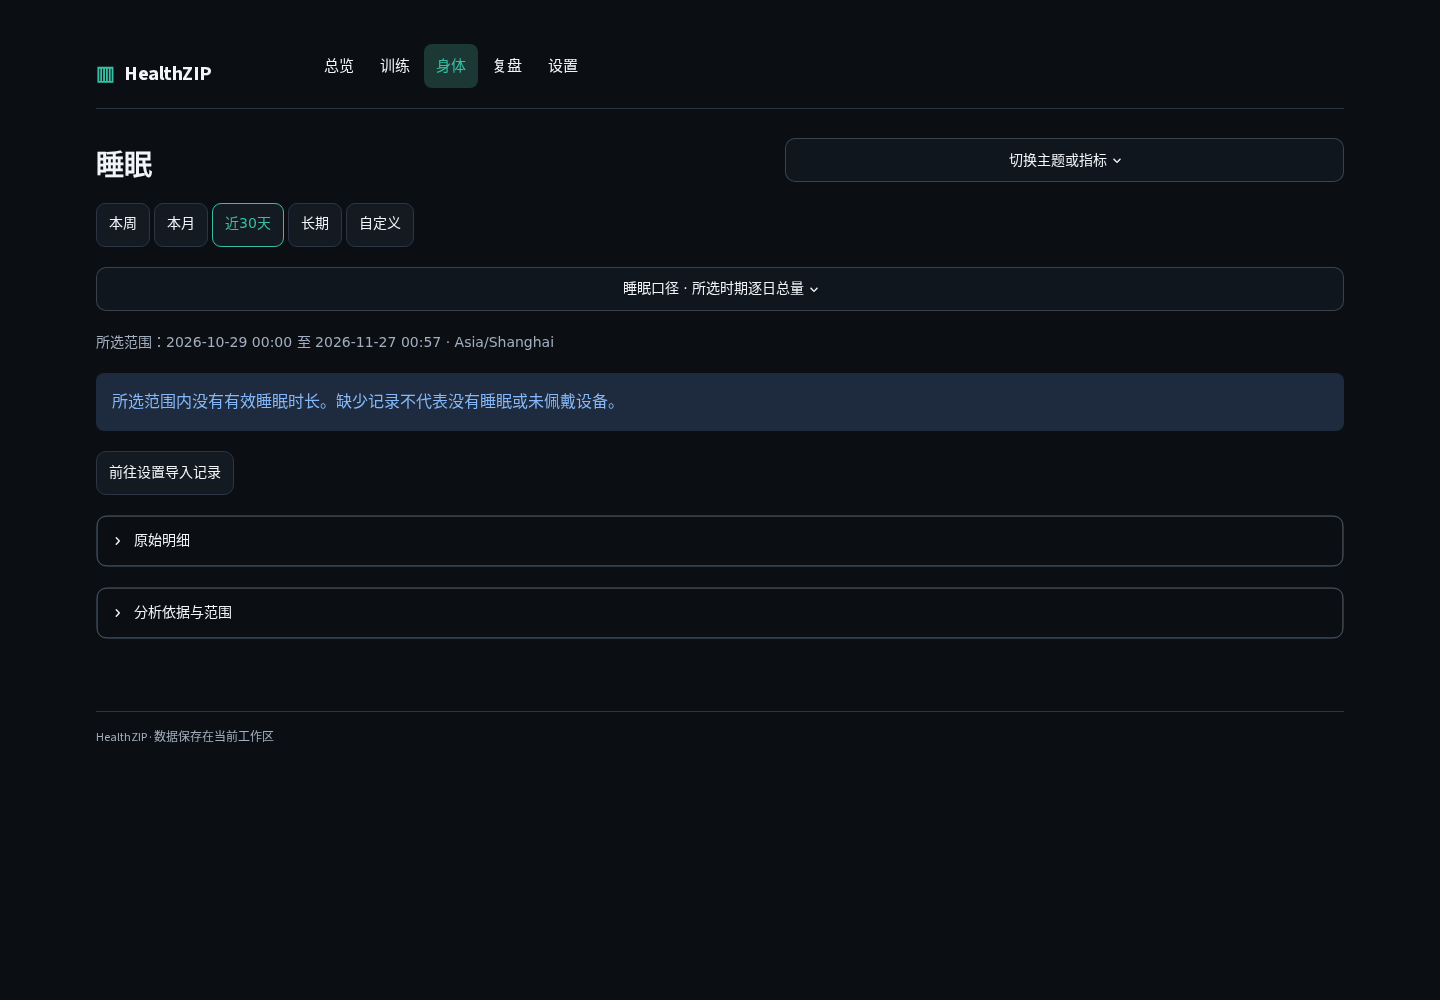 HealthZIP
总览 训练 身体 复盘 设置
睡眠
切换主题或指标
本周 本月 近30天 长期 自定义
睡眠口径 · 所选时期逐日总量
所选范围：2026-10-29 00:00 至 2026-11-27 00:57 · Asia/Shanghai
所选范围内没有有效睡眠时长。缺少记录不代表没有睡眠或未佩戴设备。
前往设置导入记录
原始明细
分析依据与范围
HealthZIP · 数据保存在当前工作区